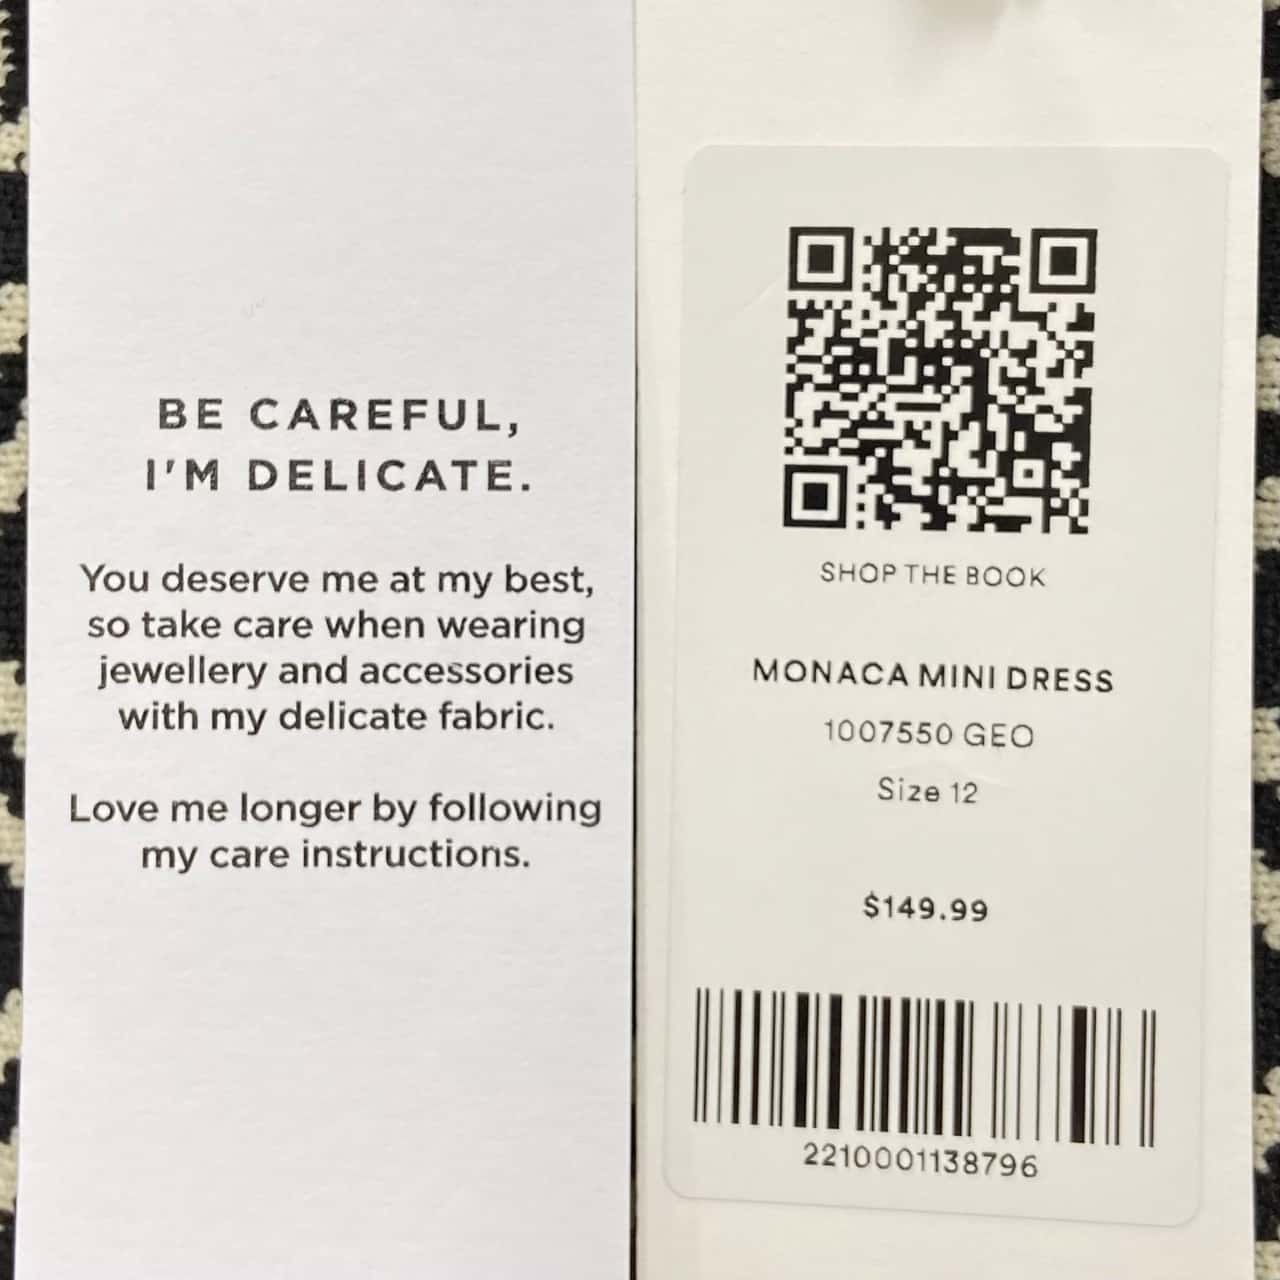 BE CAREFUL,
I'M DELICATE.
You deserve me at my best,
so take care when wearing
jewellery and accessories
with my delicate fabric.
Love me longer by following
my care instructions.
SHOP THE BOOK
MONACA MINI DRESS
1007550 GEO
Size 12
$149.99
2210001138796